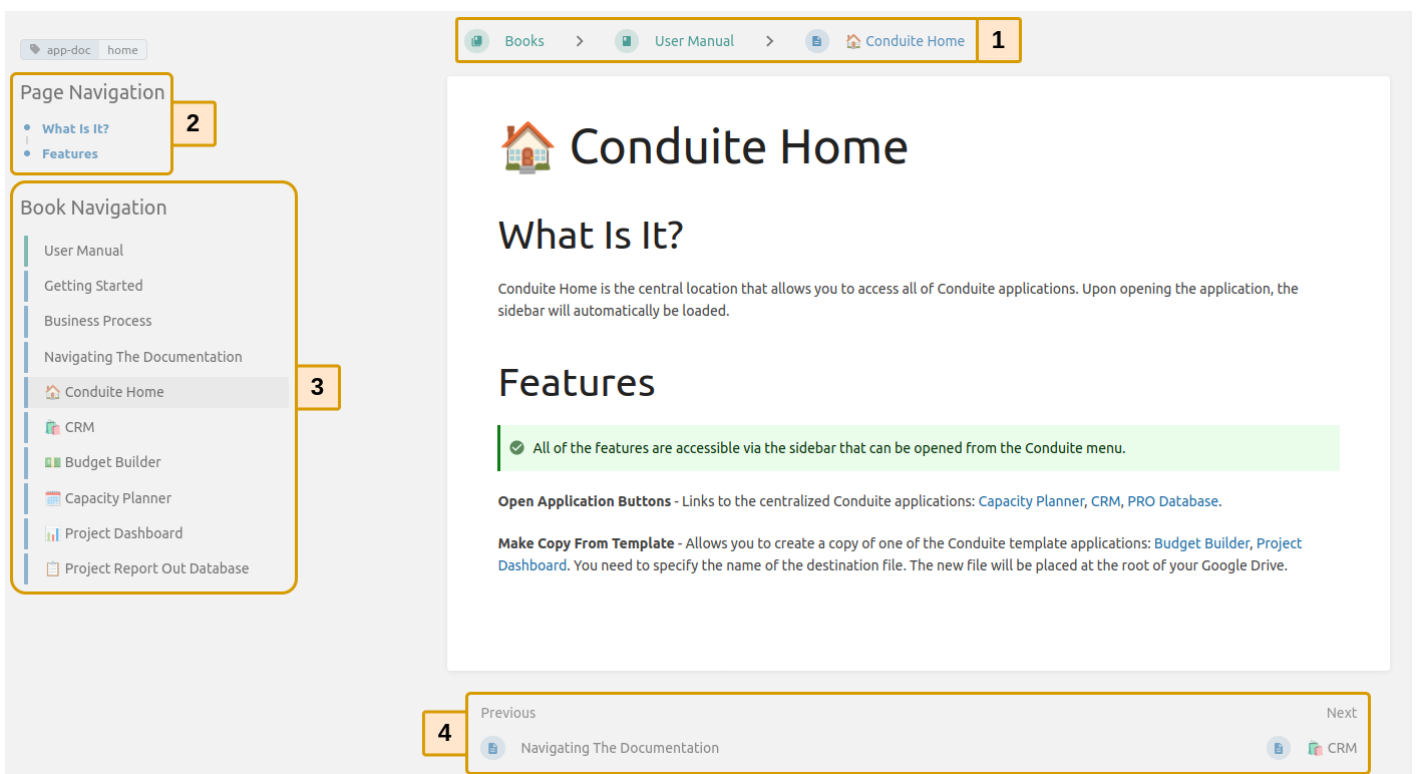 app-doc home
Books > User Manual > Conduite Home 1
Page Navigation
What Is It?
Features
2
Book Navigation
User Manual
Getting Started
Business Process
Navigating The Documentation
Conduite Home
CRM
Budget Builder
Capacity Planner
Project Dashboard
Project Report Out Database
3
Conduite Home
What Is It?
Conduite Home is the central location that allows you to access all of Conduite applications. Upon opening the application, the
sidebar will automatically be loaded.
Features
All of the features are accessible via the sidebar that can be opened from the Conduite menu.
Open Application Buttons - Links to the centralized Conduite applications: Capacity Planner, CRM, PRO Database.
Make Copy From Template - Allows you to create a copy of one of the Conduite template applications: Budget Builder, Project
Dashboard. You need to specify the name of the destination file. The new file will be placed at the root of your Google Drive.
4
Previous Next
Navigating The Documentation CRM